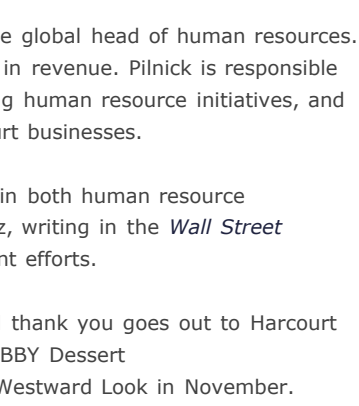 e global head of human resources.
in revenue. Pilnick is responsible
g human resource initiatives, and
urt businesses.
in both human resource
z, writing in the Wall Street
nt efforts.
thank you goes out to Harcourt
BBY Dessert
Westward Look in November.